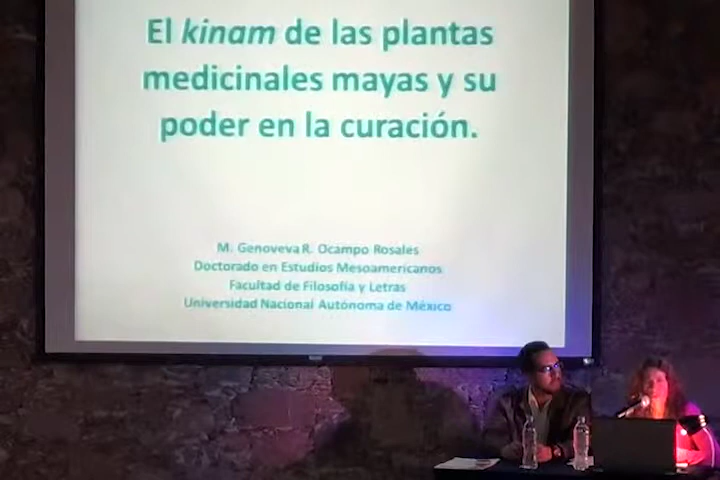 El kinam de las plantas
medicinales mayas y su
poder en la curación.
M. Genoveva R. Ocampo Rosales
Doctorado en Estudios Mesoamericanos
Facultad de Filosofía y Letras
Universidad Nacional Autónoma de México